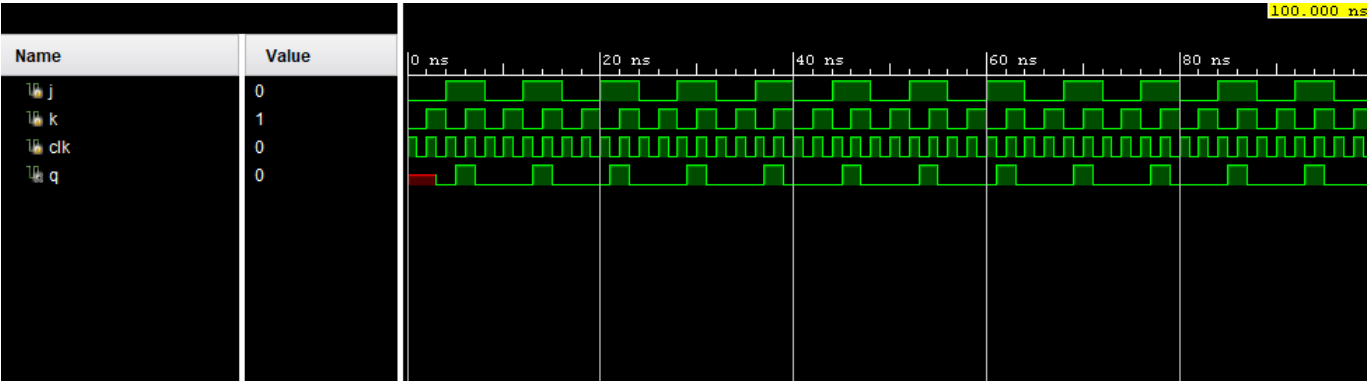 100.000 ns
Name Value
0 ns 20 ns 40 ns 60 ns 80 ns
j 0
k 1
clk 0
q 0